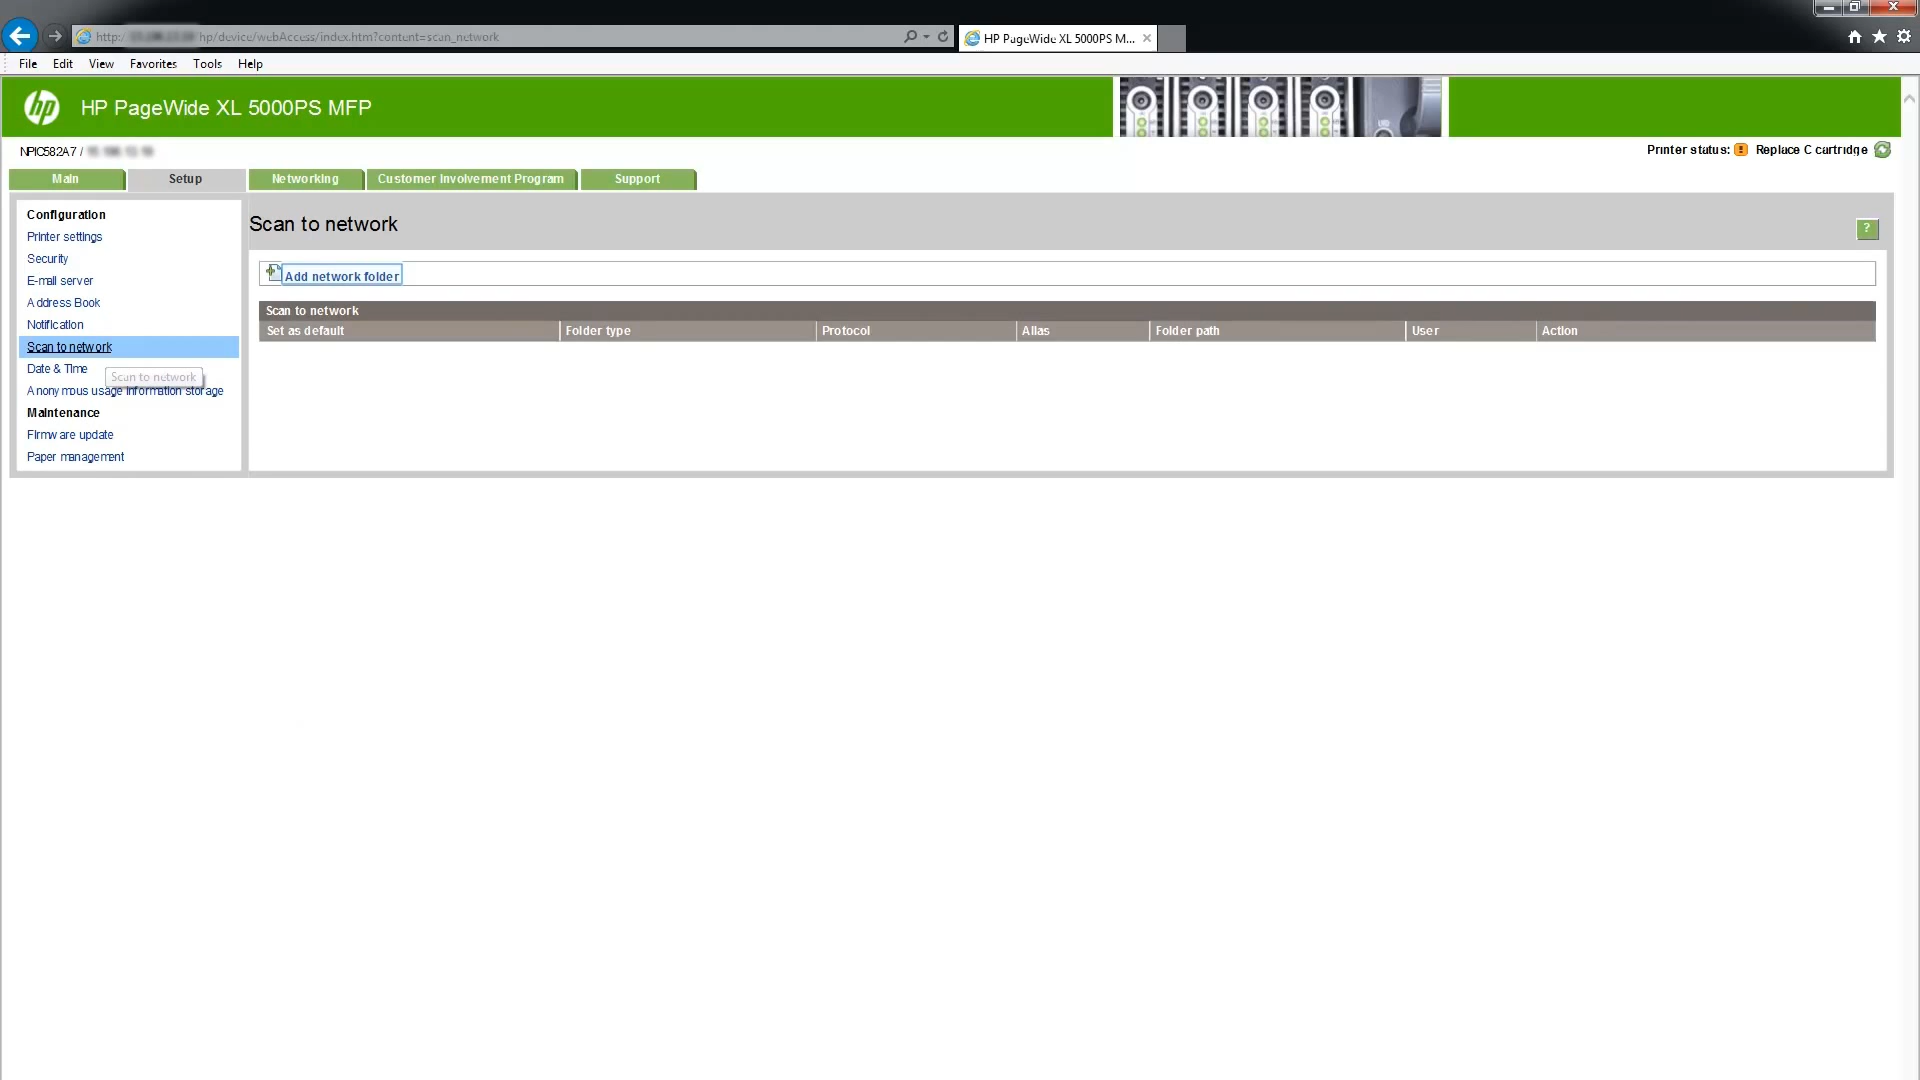 http:
hp/device/webAccess/index.htm?content=scan_network
HP PageWide XL 5000PS M...
File Edit View Favorites Tools Help
hp HP PageWide XL 5000PS MFP
NPIC582A7 /
Printer status: Replace C cartridge
Main Setup Networking Customer Involvement Program Support
Configuration
Printer settings
Security
E-mail server
Address Book
Notification
Scan to network
Date & Time
Scan to network
Anonymous usage information storage
Maintenance
Firmware update
Paper management
Scan to network
?
Add network folder
Scan to network
Set as default Folder type Protocol Alias Folder path User Action